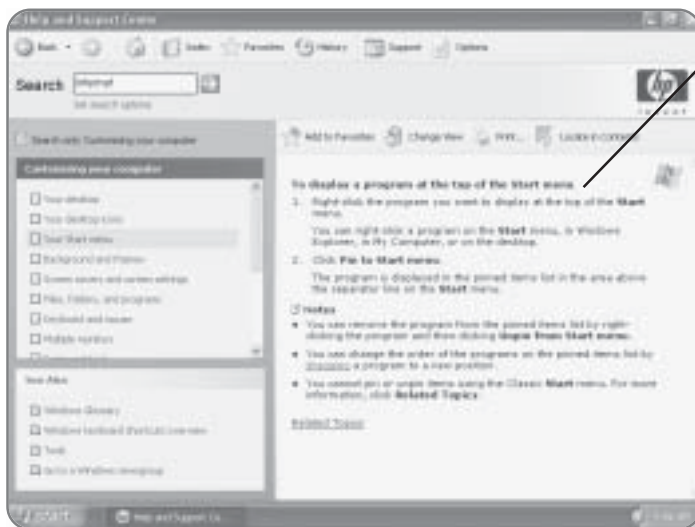 Help and Support Center
Back Index Favorites History Support Options
Search internet
Set search options
Search only Customizing your computer
Customizing your computer
Your desktop
Your desktop icons
Your Start menu
Background and themes
Screen savers and screen settings
Files, folders, and programs
Keyboard and mouse
Multiple monitors
See Also
Windows Glossary
Windows keyboard shortcuts overview
Tools
Go to a Windows newsgroup
hp
invent
Add to Favorites Change View Print... Locate in Contents
To display a program at the top of the Start menu
1. Right-click the program you want to display at the top of the Start
menu.
You can right-click a program on the Start menu, in Windows
Explorer, in My Computer, or on the desktop.
2. Click Pin to Start menu.
The program is displayed in the pinned items list in the area above
the separator line on the Start menu.
Notes
• You can remove the program from the pinned items list by right-
clicking the program and then clicking Unpin from Start menu.
• You can change the order of the programs on the pinned items list by
dragging a program to a new position.
• You cannot pin or unpin items using the Classic Start menu. For more
information, click Related Topics.
Related Topics
start Help and Support Ce...